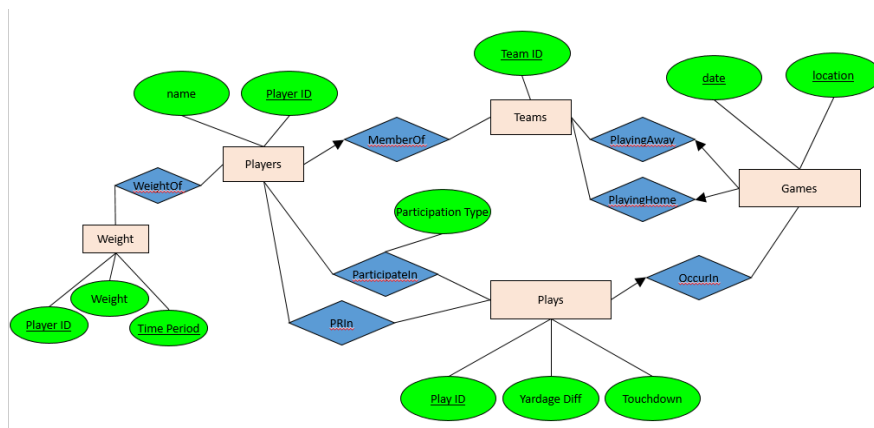 Team ID
date
location
name
Player ID
MemberOf
Teams
PlayingAway
Players
WeightOf
PlayingHome
Games
Participation Type
Weight
ParticipateIn
OccurIn
Weight
Plays
Player ID
Time Period
PRIn
Play ID
Yardage Diff
Touchdown